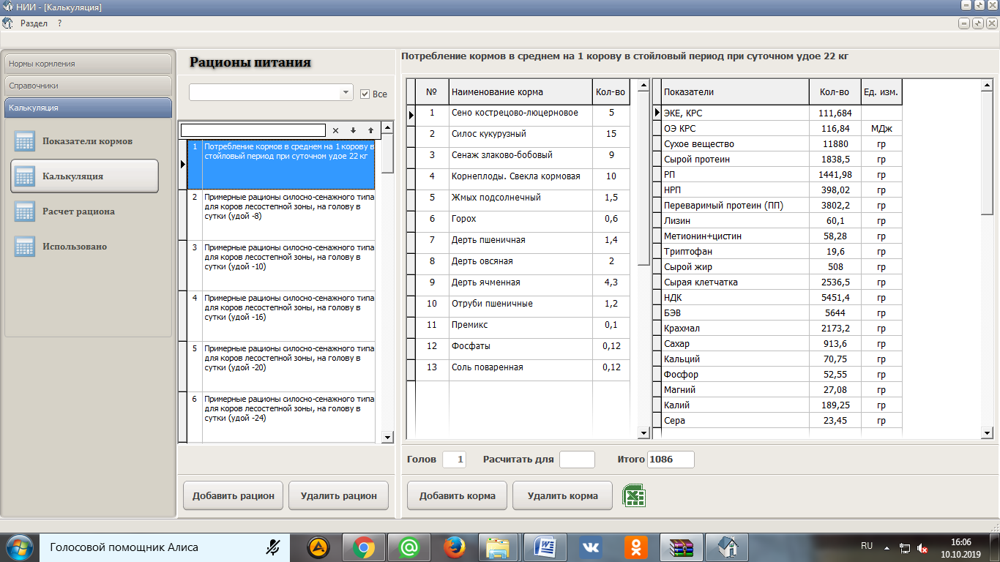 НИИ - [Калькуляция]
Раздел ?
Нормы кормления
Справочники
Калькуляция
Показатели кормов
Калькуляция
Расчет рациона
Использовано
Рационы питания
Все
1 Потребление кормов в среднем на 1 корову в
стойловый период при суточном удое 22 кг
2 Примерные рационы силосно-сенажного типа
для коров лесостепной зоны, на голову в
сутки (удой -8)
3 Примерные рационы силосно-сенажного типа
для коров лесостепной зоны, на голову в
сутки (удой -10)
4 Примерные рационы силосно-сенажного типа
для коров лесостепной зоны, на голову в
сутки (удой -16)
5 Примерные рационы силосно-сенажного типа
для коров лесостепной зоны, на голову в
сутки (удой -20)
6 Примерные рационы силосно-сенажного типа
для коров лесостепной зоны, на голову в
сутки (удой -24)
Добавить рацион Удалить рацион
Потребление кормов в среднем на 1 корову в стойловый период при суточном удое 22 кг
№ Наименование корма Кол-во
1 Сено кострецово-люцерновое 5
2 Силос кукурузный 15
3 Сенаж злаково-бобовый 9
4 Корнеплоды. Свекла кормовая 10
5 Жмых подсолнечный 1,5
6 Горох 0,6
7 Дерть пшеничная 1,4
8 Дерть овсяная 2
9 Дерть ячменная 4,3
10 Отруби пшеничные 1,2
11 Премикс 0,1
12 Фосфаты 0,12
13 Соль поваренная 0,12
Показатели Кол-во Ед. изм.
ЭКЕ, КРС 111,684
ОЭ КРС 116,84 МДж
Сухое вещество 11880 гр
Сырой протеин 1838,5 гр
РП 1441,98 гр
НРП 398,02 гр
Переваримый протеин (ПП) 3802,2 гр
Лизин 60,1 гр
Метионин+цистин 58,28 гр
Триптофан 19,6 гр
Сырой жир 508 гр
Сырая клетчатка 2536,5 гр
НДК 5451,4 гр
БЭВ 5644 гр
Крахмал 2173,2 гр
Сахар 913,6 гр
Кальций 70,75 гр
Фосфор 52,55 гр
Магний 27,08 гр
Калий 189,25 гр
Сера 23,45 гр
Голов 1 Расчитать для Итого 1086
Добавить корма Удалить корма
Голосовой помощник Алиса
RU
16:06
10.10.2019